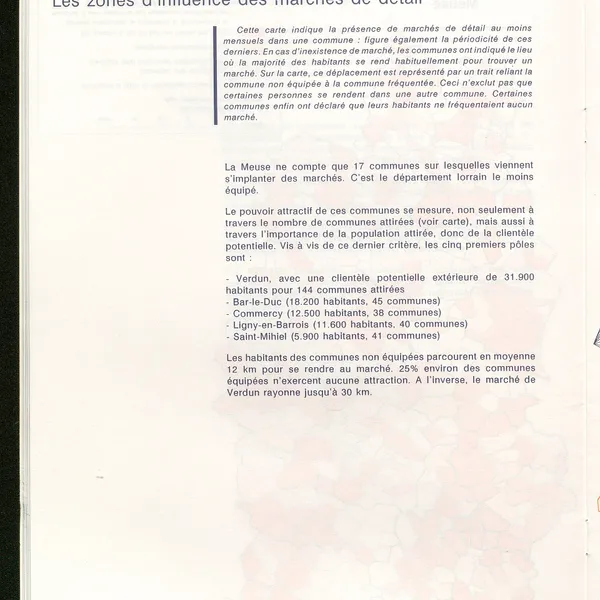 Les zones d'influence des marchés de détail
Cette carte indique la présence de marchés de détail au moins
mensuels dans une commune : figure également la périodicité de ces
derniers. En cas d'inexistence de marché, les communes ont indiqué le lieu
où la majorité des habitants se rend habituellement pour trouver un
marché. Sur la carte, ce déplacement est représenté par un trait reliant la
commune non équipée à la commune fréquentée. Ceci n'exclut pas que
certaines personnes se rendent dans une autre commune. Certaines
communes enfin ont déclaré que leurs habitants ne fréquentaient aucun
marché.
La Meuse ne compte que 17 communes sur lesquelles viennent
s'implanter des marchés. C'est le département lorrain le moins
équipé.
Le pouvoir attractif de ces communes se mesure, non seulement à
travers le nombre de communes attirées (voir carte), mais aussi à
travers l'importance de la population attirée, donc de la clientèle
potentielle. Vis à vis de ce dernier critère, les cinq premiers pôles
sont :
- Verdun, avec une clientèle potentielle extérieure de 31.900
habitants pour 144 communes attirées
- Bar-le-Duc (18.200 habitants, 45 communes)
- Commercy (12.500 habitants, 38 communes)
- Ligny-en-Barrois (11.600 habitants, 40 communes)
- Saint-Mihiel (5.900 habitants, 41 communes)
Les habitants des communes non équipées parcourent en moyenne
12 km pour se rendre au marché. 25% environ des communes
équipées n'exercent aucune attraction. A l'inverse, le marché de
Verdun rayonne jusqu'à 30 km.